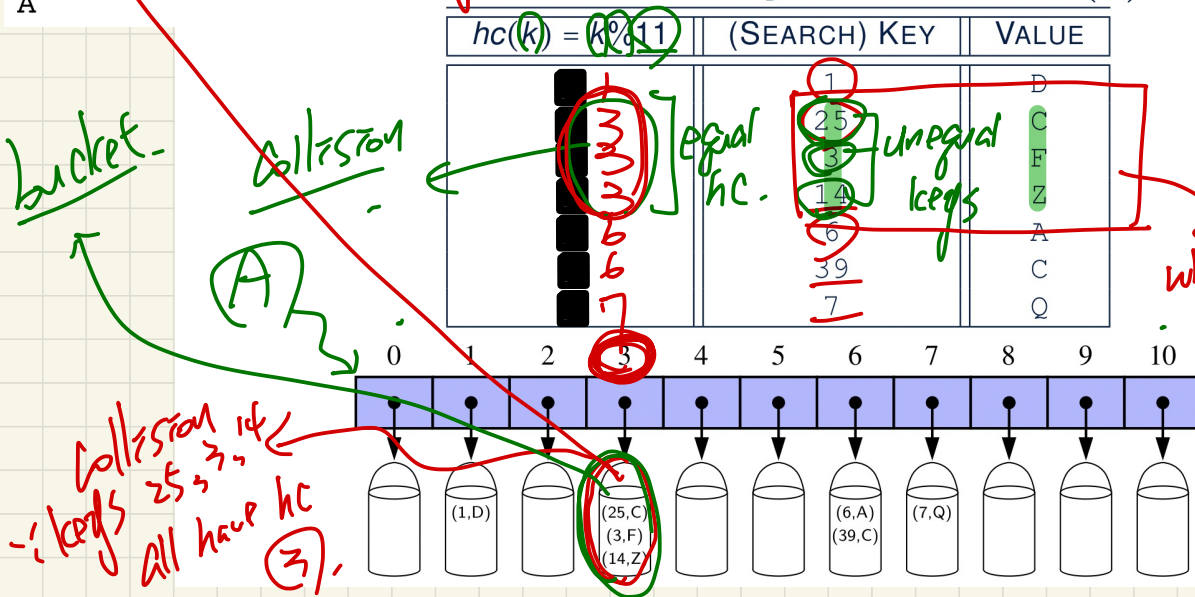 A
hc(k) = k%11 (SEARCH) KEY VALUE
1 1 D
3 25 C
3 3 F
3 14 Z
6 6 A
6 39 C
7 7 Q
bucket
Collision
equal
hc.
unequal
keys
A
0 1 2 3 4 5 6 7 8 9 10
(1,D) (25,C) (6,A) (7,Q)
(3,F) (39,C)
(14,Z)
Collision
∵ keys 25, 3, 14
all have hc
3.